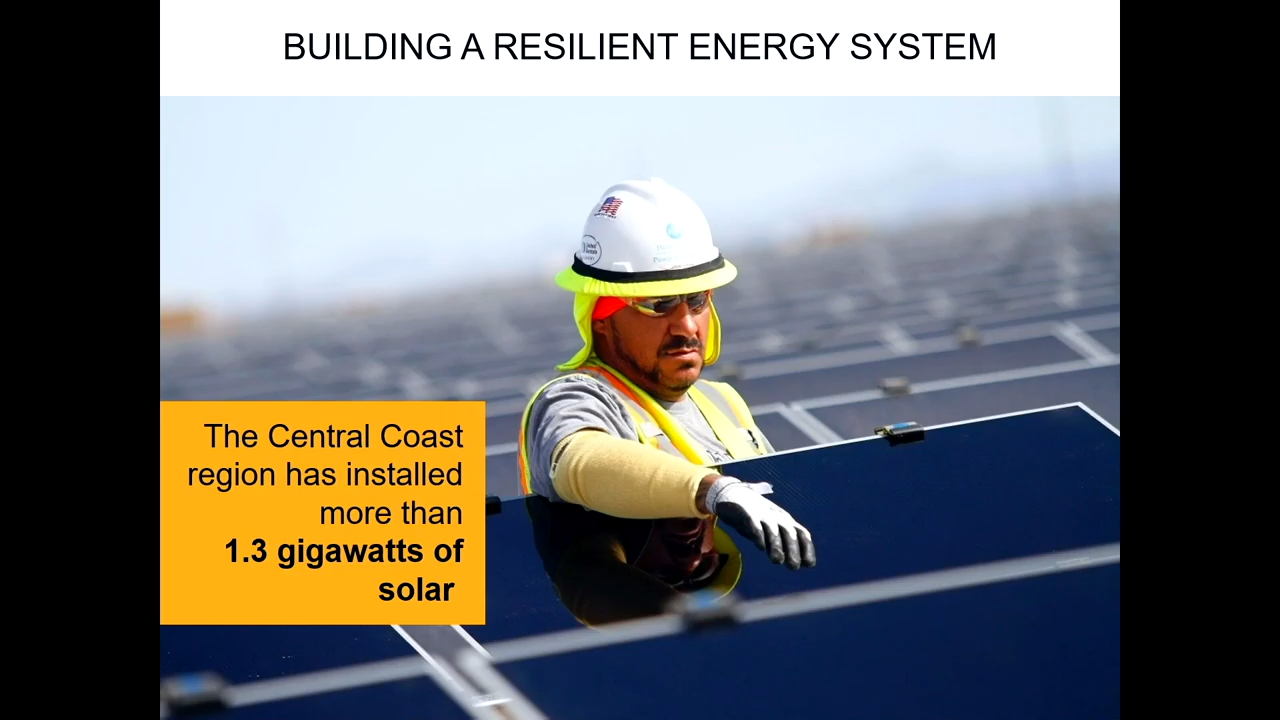 BUILDING A RESILIENT ENERGY SYSTEM
The Central Coast
region has installed
more than
1.3 gigawatts of
solar